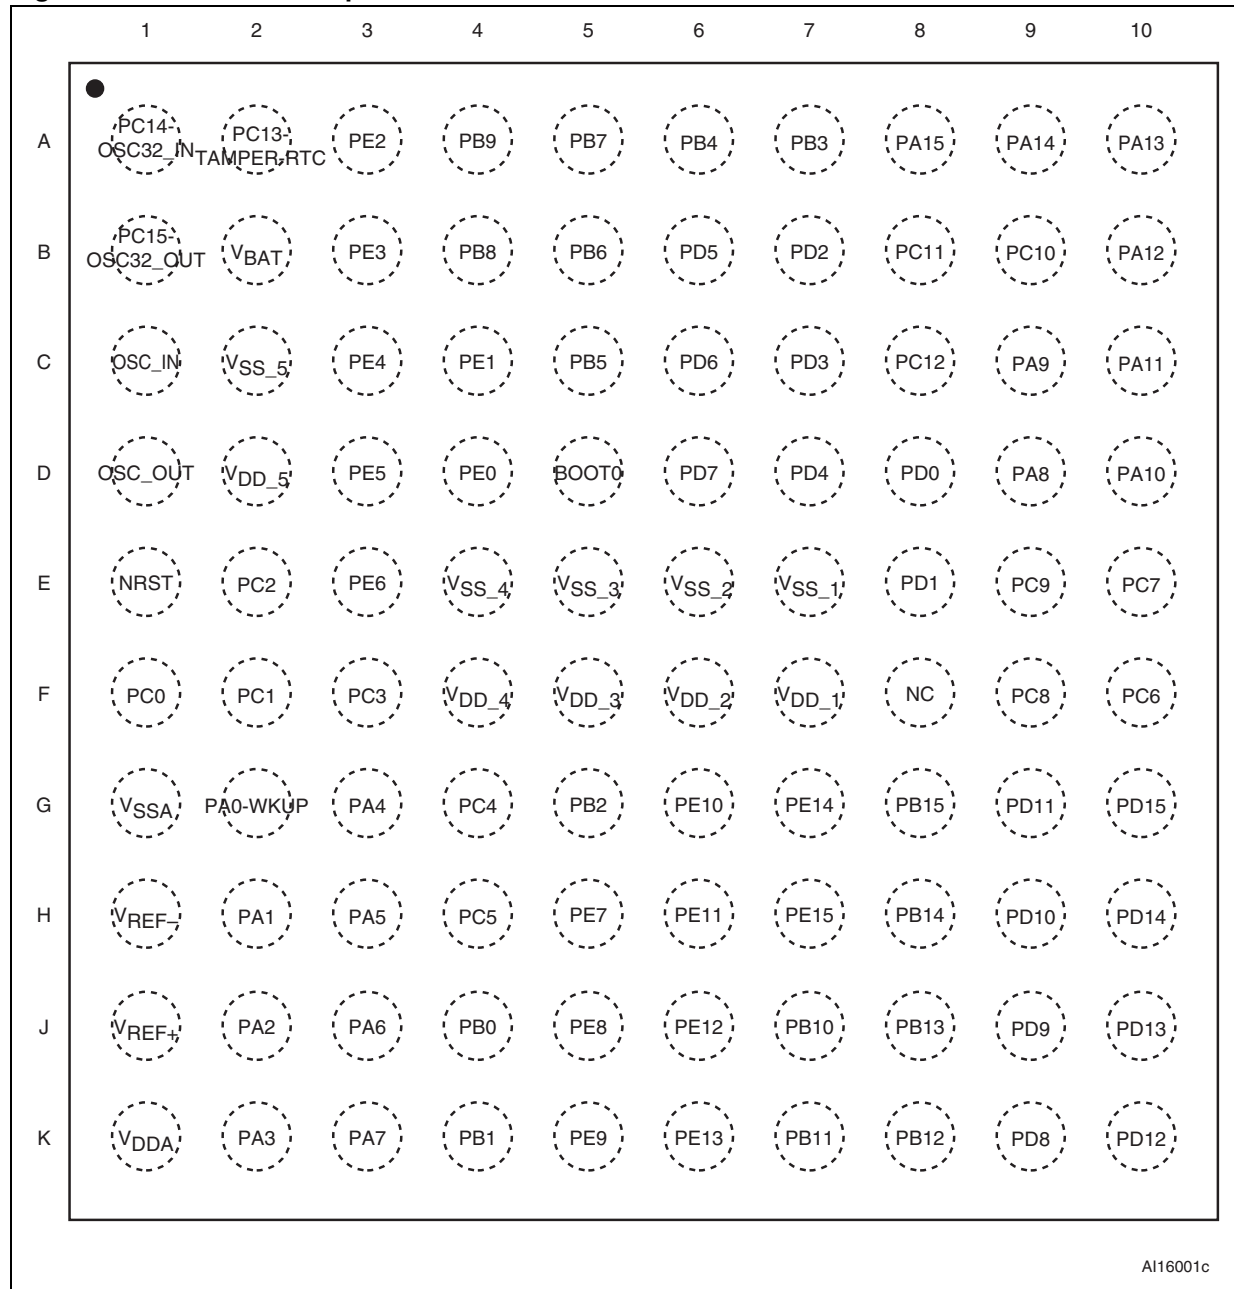 1 2 3 4 5 6 7 8 9 10
A PC14-OSC32_IN PC13-TAMPER-RTC PE2 PB9 PB7 PB4 PB3 PA15 PA14 PA13
B PC15-OSC32_OUT VBAT PE3 PB8 PB6 PD5 PD2 PC11 PC10 PA12
C OSC_IN VSS_5 PE4 PE1 PB5 PD6 PD3 PC12 PA9 PA11
D OSC_OUT VDD_5 PE5 PE0 BOOT0 PD7 PD4 PD0 PA8 PA10
E NRST PC2 PE6 VSS_4 VSS_3 VSS_2 VSS_1 PD1 PC9 PC7
F PC0 PC1 PC3 VDD_4 VDD_3 VDD_2 VDD_1 NC PC8 PC6
G VSSA PA0-WKUP PA4 PC4 PB2 PE10 PE14 PB15 PD11 PD15
H VREF– PA1 PA5 PC5 PE7 PE11 PE15 PB14 PD10 PD14
J VREF+ PA2 PA6 PB0 PE8 PE12 PB10 PB13 PD9 PD13
K VDDA PA3 PA7 PB1 PE9 PE13 PB11 PB12 PD8 PD12
AI16001c